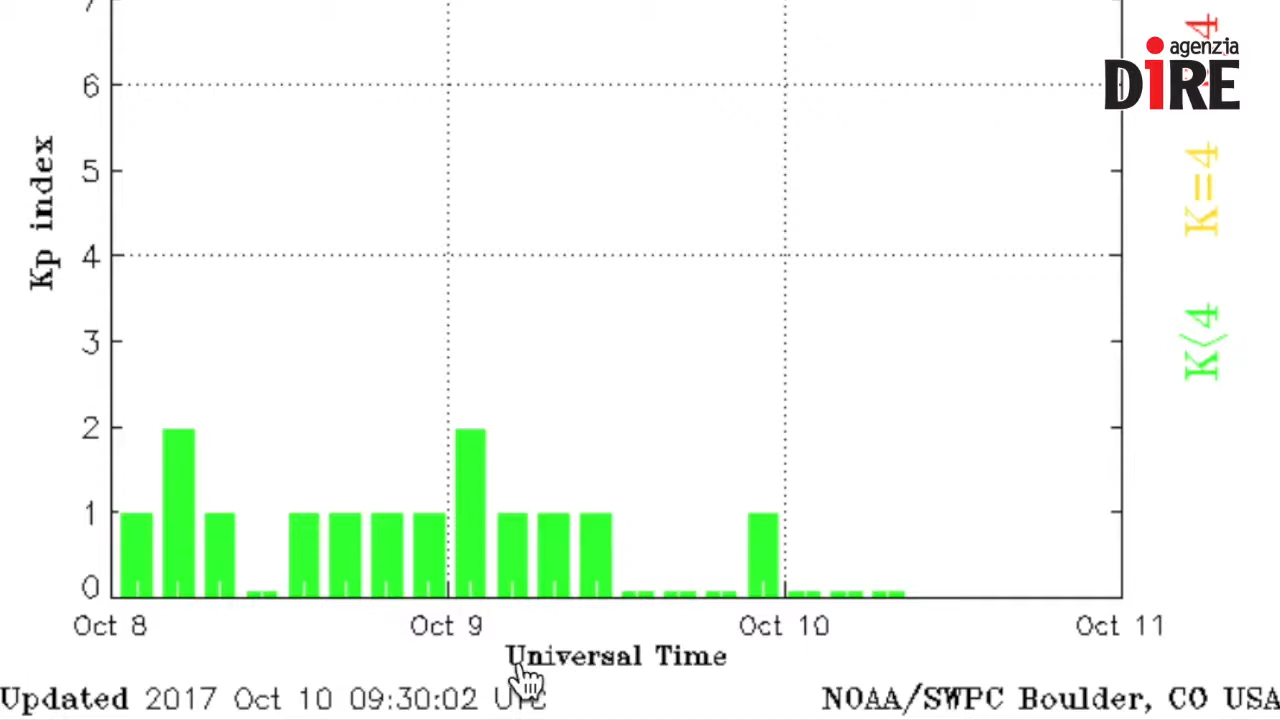 7
6
5
4
3
2
1
0
Kp index
Oct 8
Oct 9
Oct 10
Oct 11
Universal Time
Updated 2017 Oct 10 09:30:02 UTC
NOAA/SWPC Boulder, CO USA
K<4
K=4
4
agenzia
DiRE